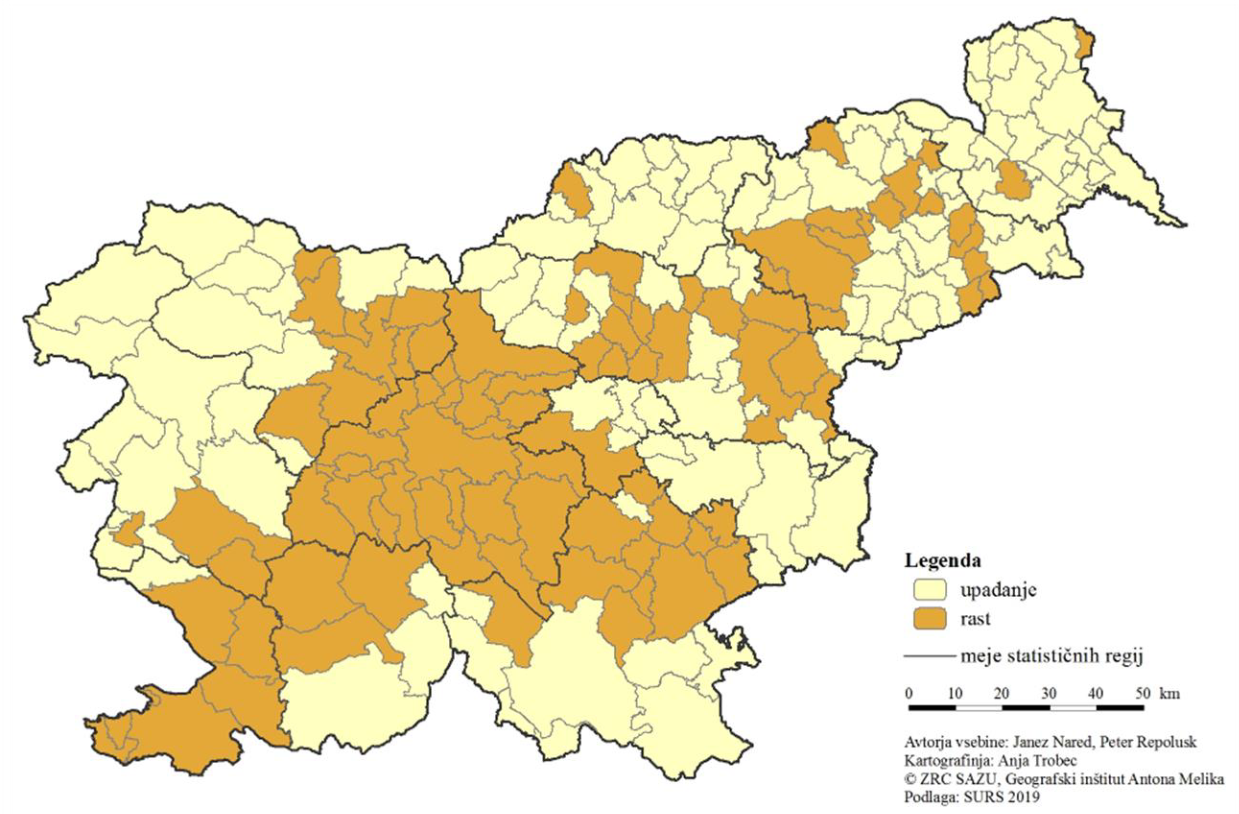 Legenda
upađanje
rast
meje statističnih regij
0 10 20 30 40 50 km
Avtorja vsebine: Janez Nared, Peter Repolusk
Kartografinja: Anja Trobec
© ZRC SAZU, Geografski inštitut Antona Melika
Podlaga: SURS 2019